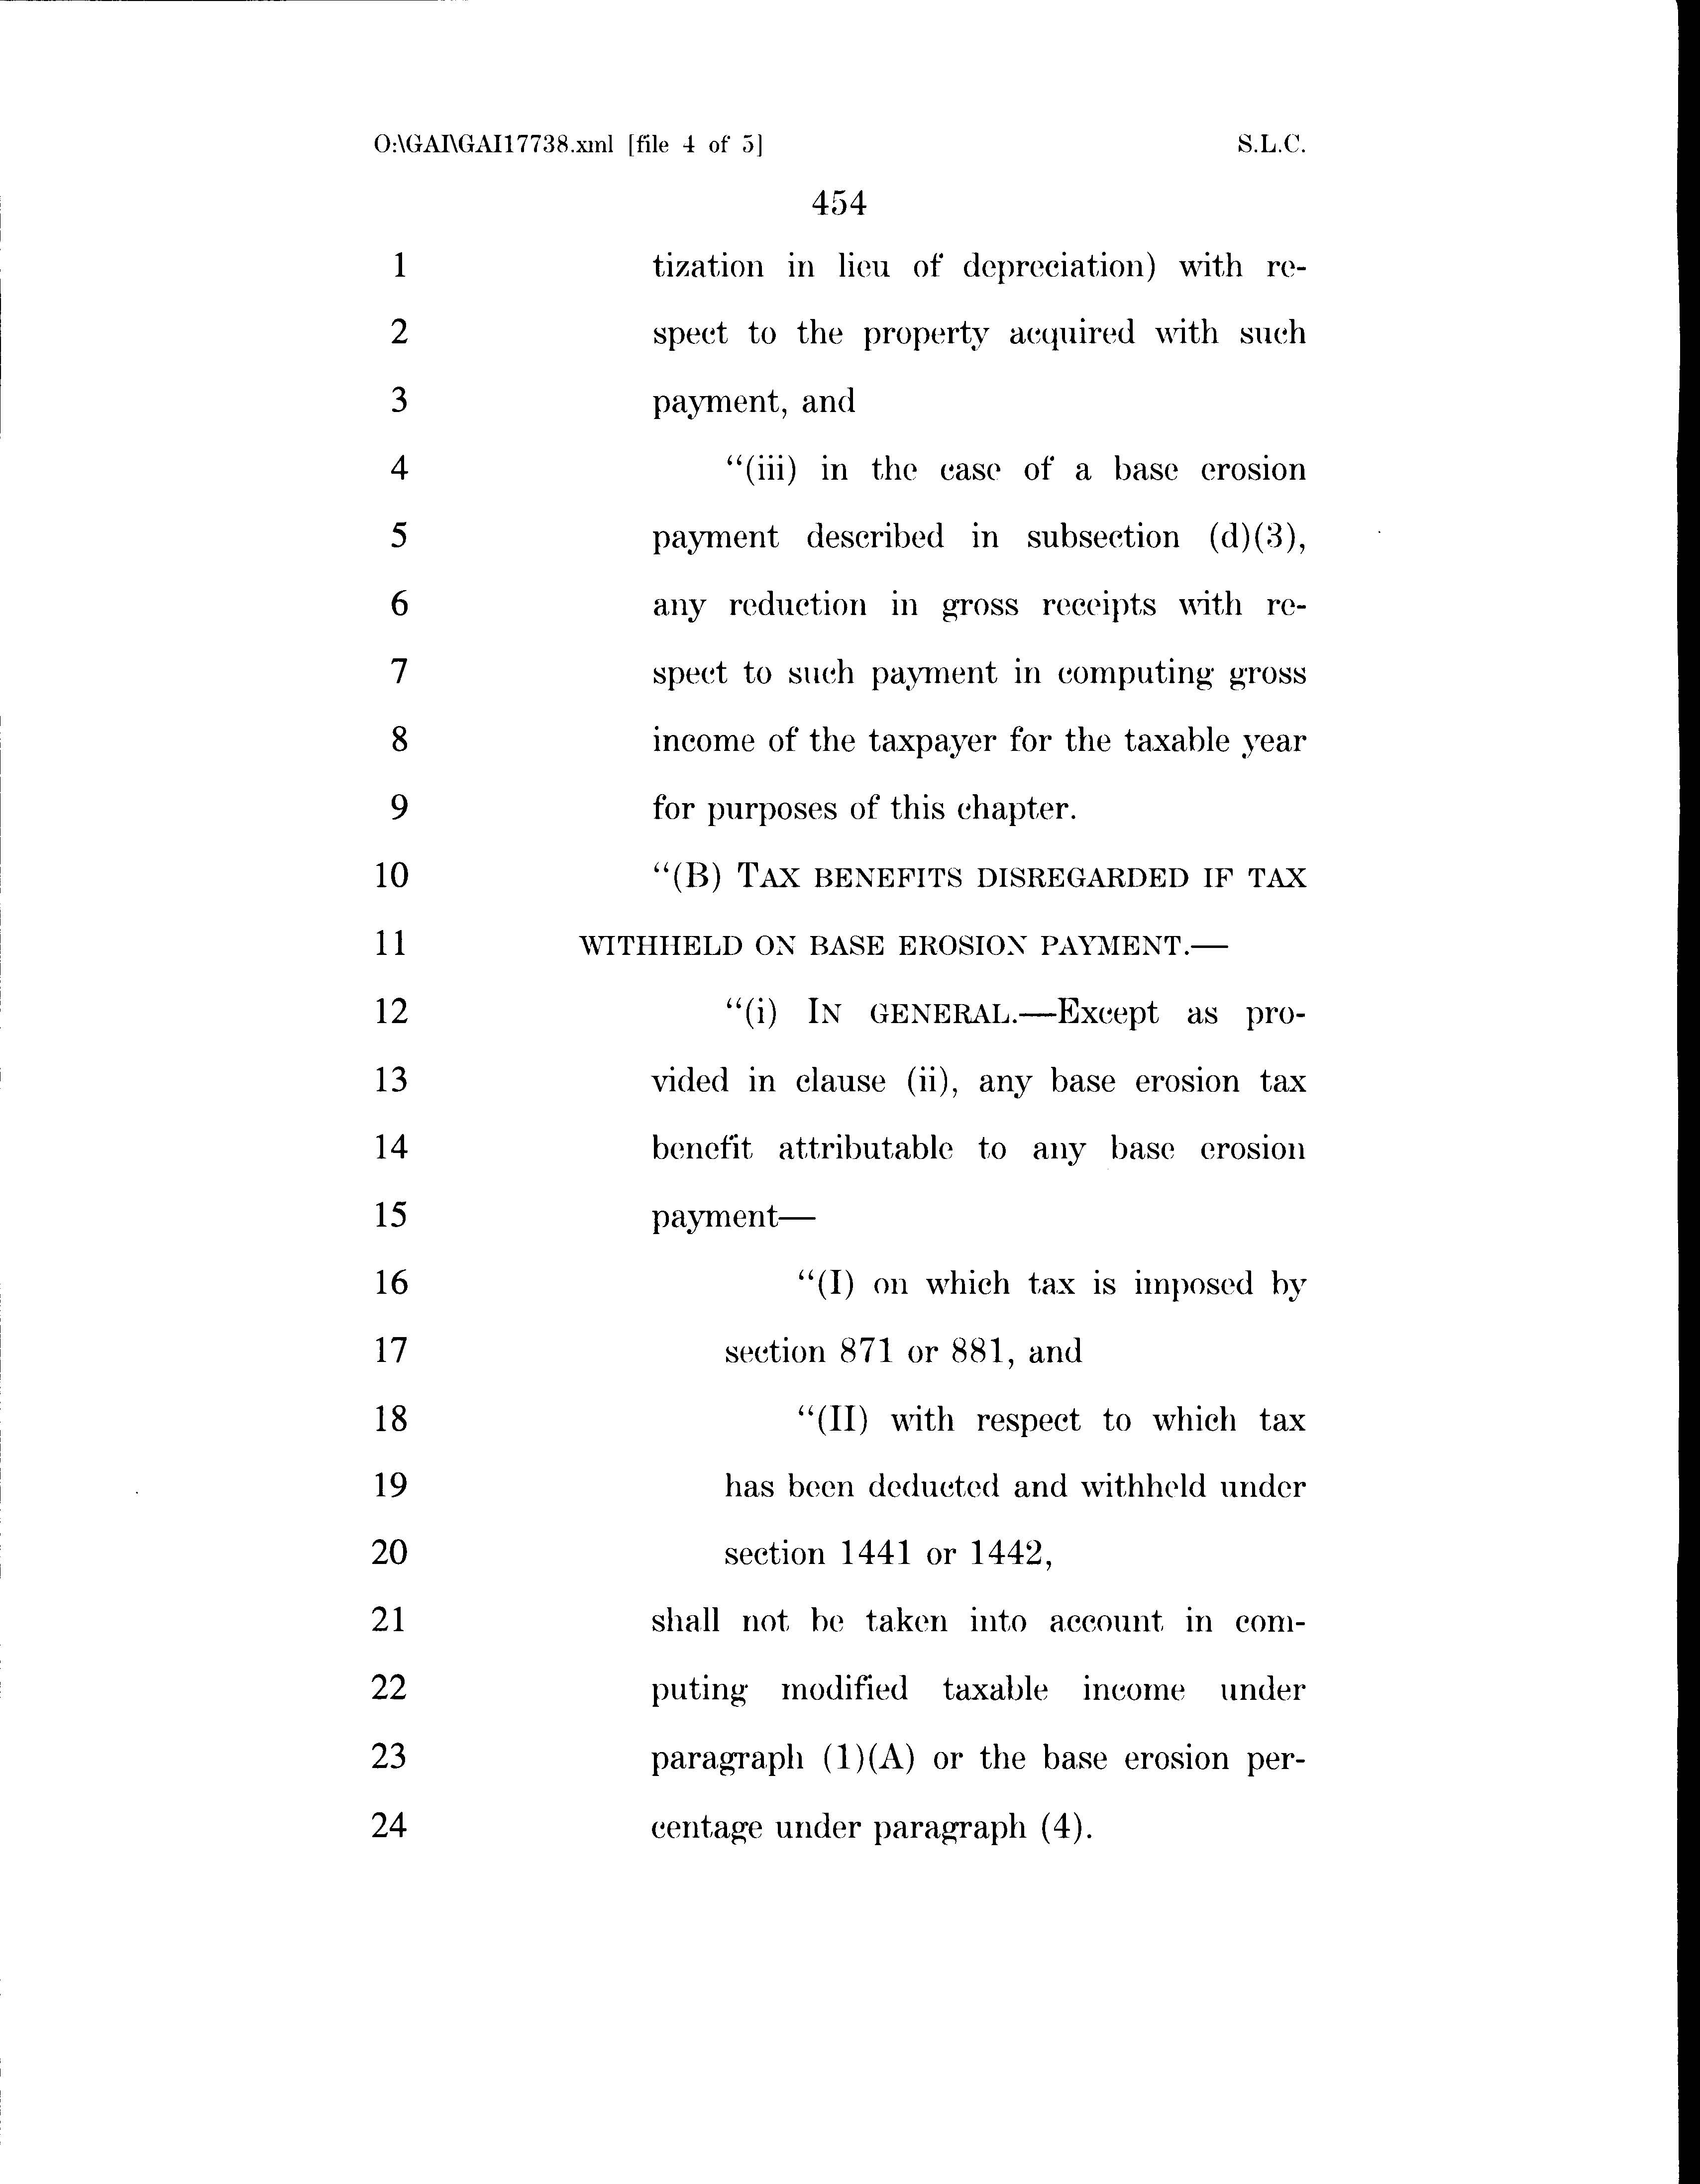 O:\GAI\GAI17738.xml [file 4 of 5] S.L.C.
454
1 tization in lieu of depreciation) with re-
2 spect to the property acquired with such
3 payment, and
4 “(iii) in the case of a base erosion
5 payment described in subsection (d)(3),
6 any reduction in gross receipts with re-
7 spect to such payment in computing gross
8 income of the taxpayer for the taxable year
9 for purposes of this chapter.
10 “(B) TAX BENEFITS DISREGARDED IF TAX
11 WITHHELD ON BASE EROSION PAYMENT.—
12 “(i) IN GENERAL.—Except as pro-
13 vided in clause (ii), any base erosion tax
14 benefit attributable to any base erosion
15 payment—
16 “(I) on which tax is imposed by
17 section 871 or 881, and
18 “(II) with respect to which tax
19 has been deducted and withheld under
20 section 1441 or 1442,
21 shall not be taken into account in com-
22 puting modified taxable income under
23 paragraph (1)(A) or the base erosion per-
24 centage under paragraph (4).